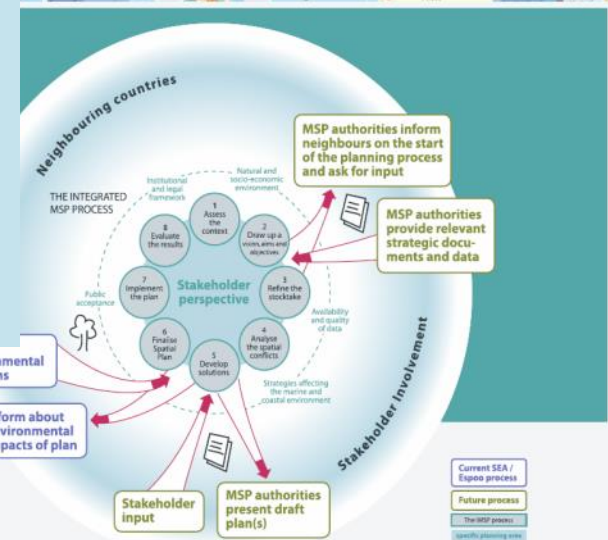 Neighbouring countries
MSP authorities inform
neighbours on the start
of the planning process
and ask for input
Institutional
and legal
framework
Natural and
socio-economic
environment
THE INTEGRATED
MSP PROCESS
1
Assess
the
context
8
Evaluate
the results
2
Draw up a
vision, aims and
objectives
MSP authorities
provide relevant
strategic docu-
ments and data
7
Implement
the plan
Stakeholder
perspective
3
Refine the
stocktake
Public
acceptance
Availability
and quality
of data
6
Finalise
Spatial
Plan
4
Analyse
the spatial
conflicts
5
Develop
solutions
Strategies affecting
the marine and
coastal environment
Stakeholder Involvement
form about
vironmental
pacts of plan
Stakeholder
input
MSP authorities
present draft
plan(s)
Current SEA /
Espoo process
Future process
The MSP process
specific planning area